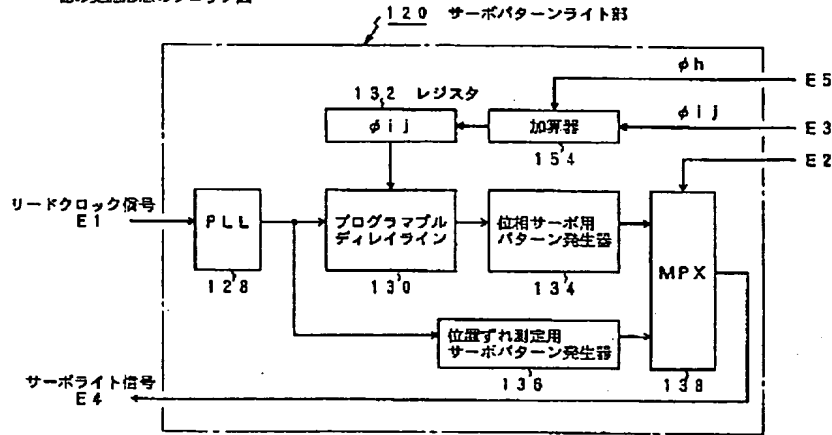 120 サーボパターンライト部
φh
E5
132 レジスタ
φij
加算器
φij
E3
154
E2
リードクロック信号
E1
PLL
プログラマブル
ディレイライン
位相サーボ用
パターン発生器
MPX
128
130
134
位置ずれ測定用
サーボパターン発生器
136
138
サーボライト信号
E4